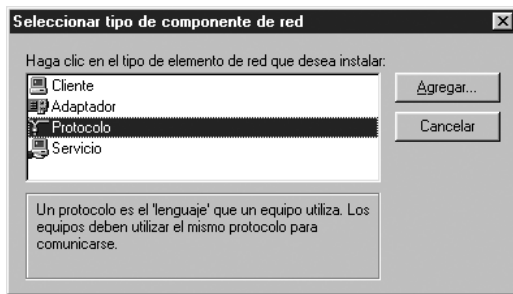 Seleccionar tipo de componente de red
Haga clic en el tipo de elemento de red que desea instalar:
Cliente
Adaptador
Protocolo
Servicio
Agregar...
Cancelar
Un protocolo es el 'lenguaje' que un equipo utiliza. Los
equipos deben utilizar el mismo protocolo para
comunicarse.